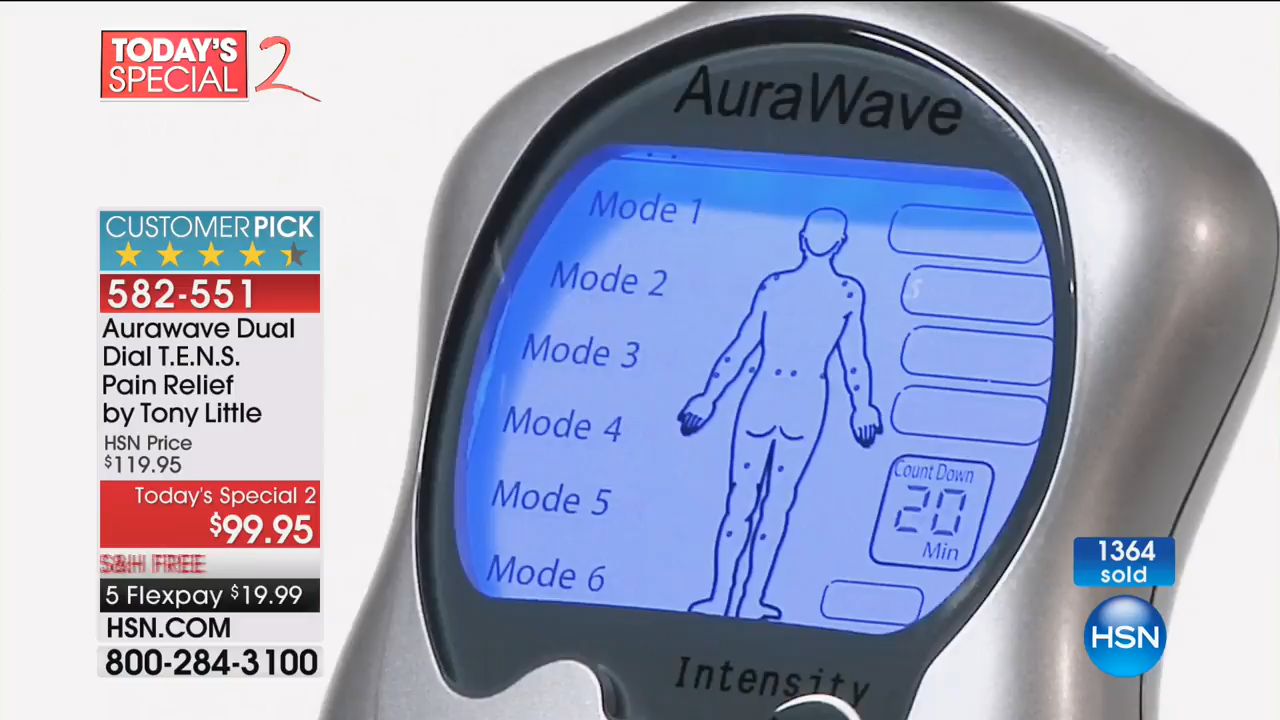 TODAY'S
SPECIAL 2
CUSTOMER PICK
582-551
Aurawave Dual
Dial T.E.N.S.
Pain Relief
by Tony Little
HSN Price
$119.95
Today's Special 2
$99.95
S&H FREE
5 Flexpay $19.99
HSN.COM
800-284-3100
AuraWave
Mode 1
Mode 2
Mode 3
Mode 4
Mode 5
Mode 6
Count Down
20
Min
Intensity
1364
sold
HSN